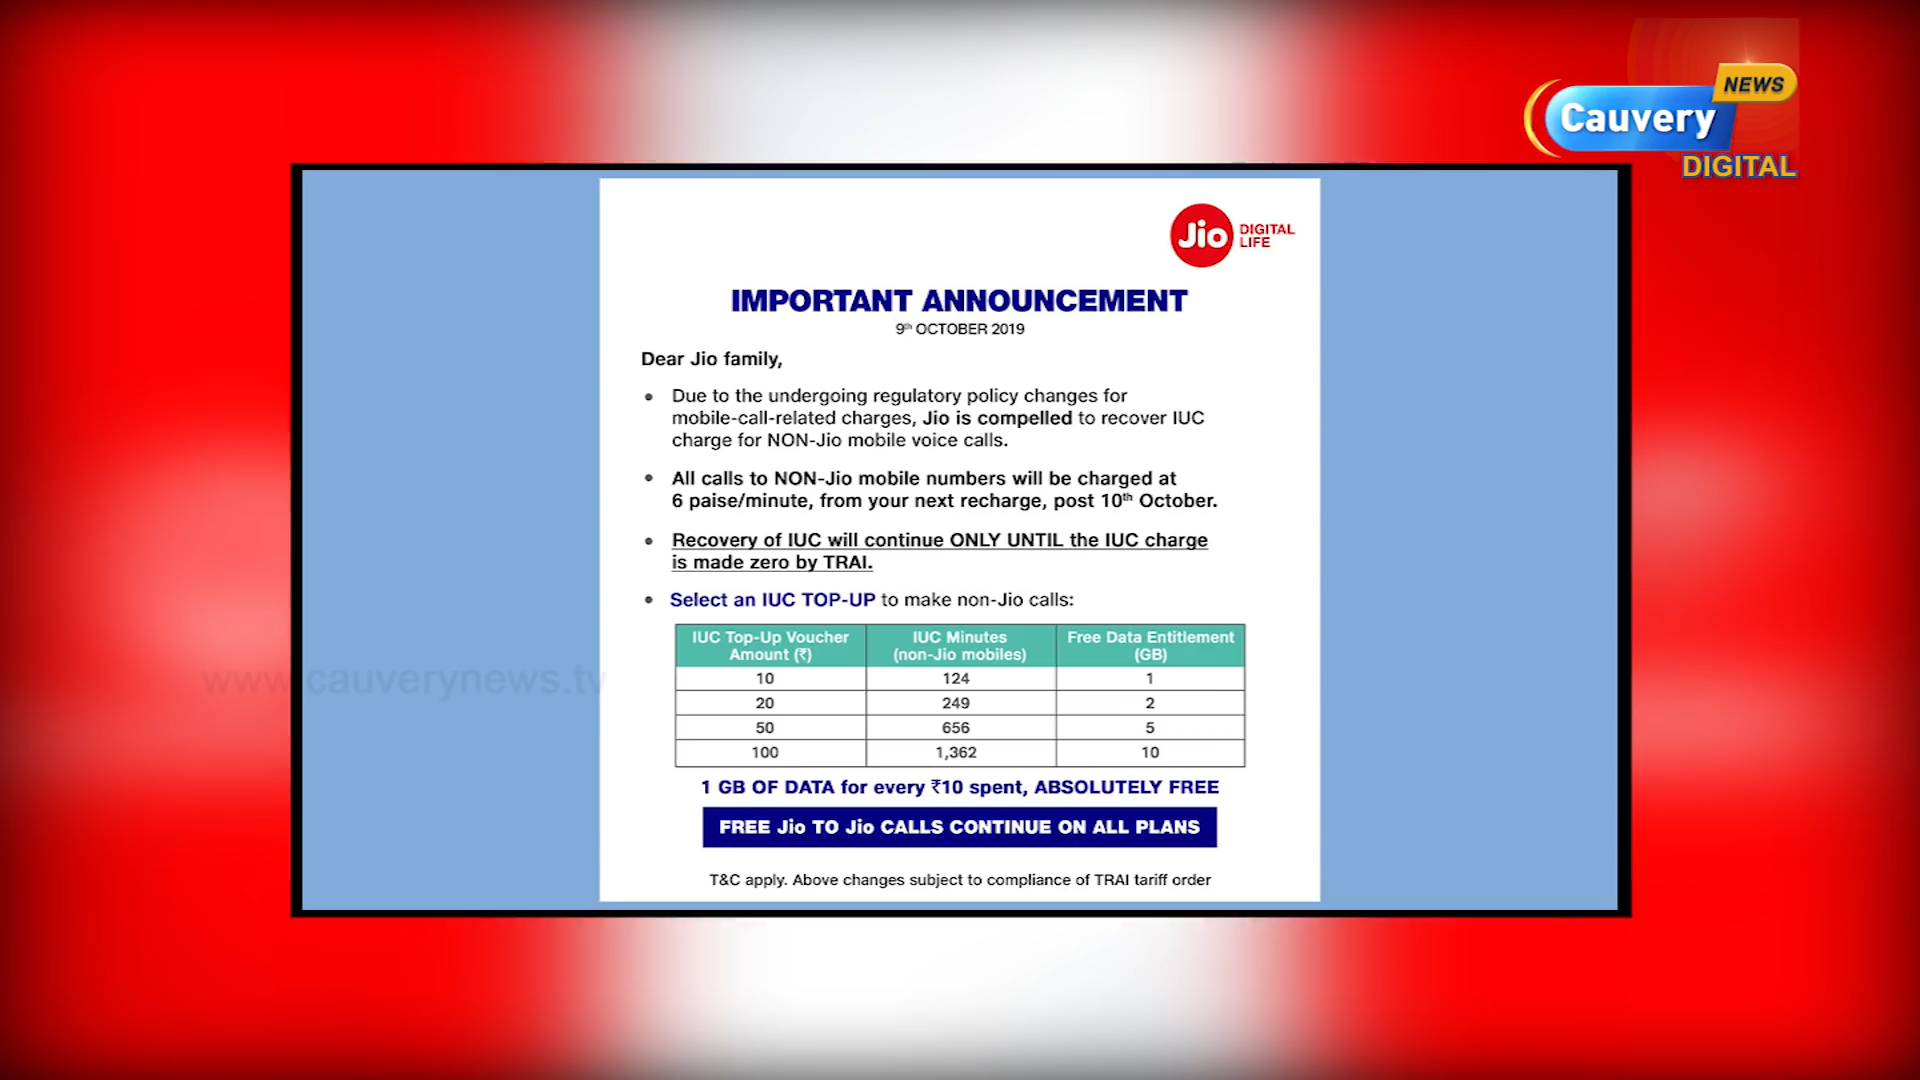 NEWS
Cauvery
DIGITAL
Jio DIGITAL
LIFE
IMPORTANT ANNOUNCEMENT
9th OCTOBER 2019
Dear Jio family,
• Due to the undergoing regulatory policy changes for
mobile-call-related charges, Jio is compelled to recover IUC
charge for NON-Jio mobile voice calls.
• All calls to NON-Jio mobile numbers will be charged at
6 paise/minute, from your next recharge, post 10th October.
• Recovery of IUC will continue ONLY UNTIL the IUC charge
is made zero by TRAI.
• Select an IUC TOP-UP to make non-Jio calls:
IUC Top-Up Voucher Amount (₹) IUC Minutes (non-Jio mobiles) Free Data Entitlement (GB)
10 124 1
20 249 2
50 656 5
100 1,362 10
www.cauverynews.tv
1 GB OF DATA for every ₹10 spent, ABSOLUTELY FREE
FREE Jio TO Jio CALLS CONTINUE ON ALL PLANS
T&C apply. Above changes subject to compliance of TRAI tariff order